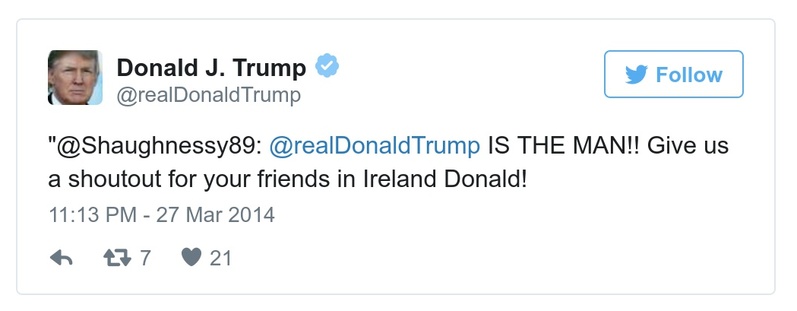 Donald J. Trump
@realDonaldTrump
Follow
"@Shaughnessy89: @realDonaldTrump IS THE MAN!! Give us
a shoutout for your friends in Ireland Donald!
11:13 PM - 27 Mar 2014
7 21